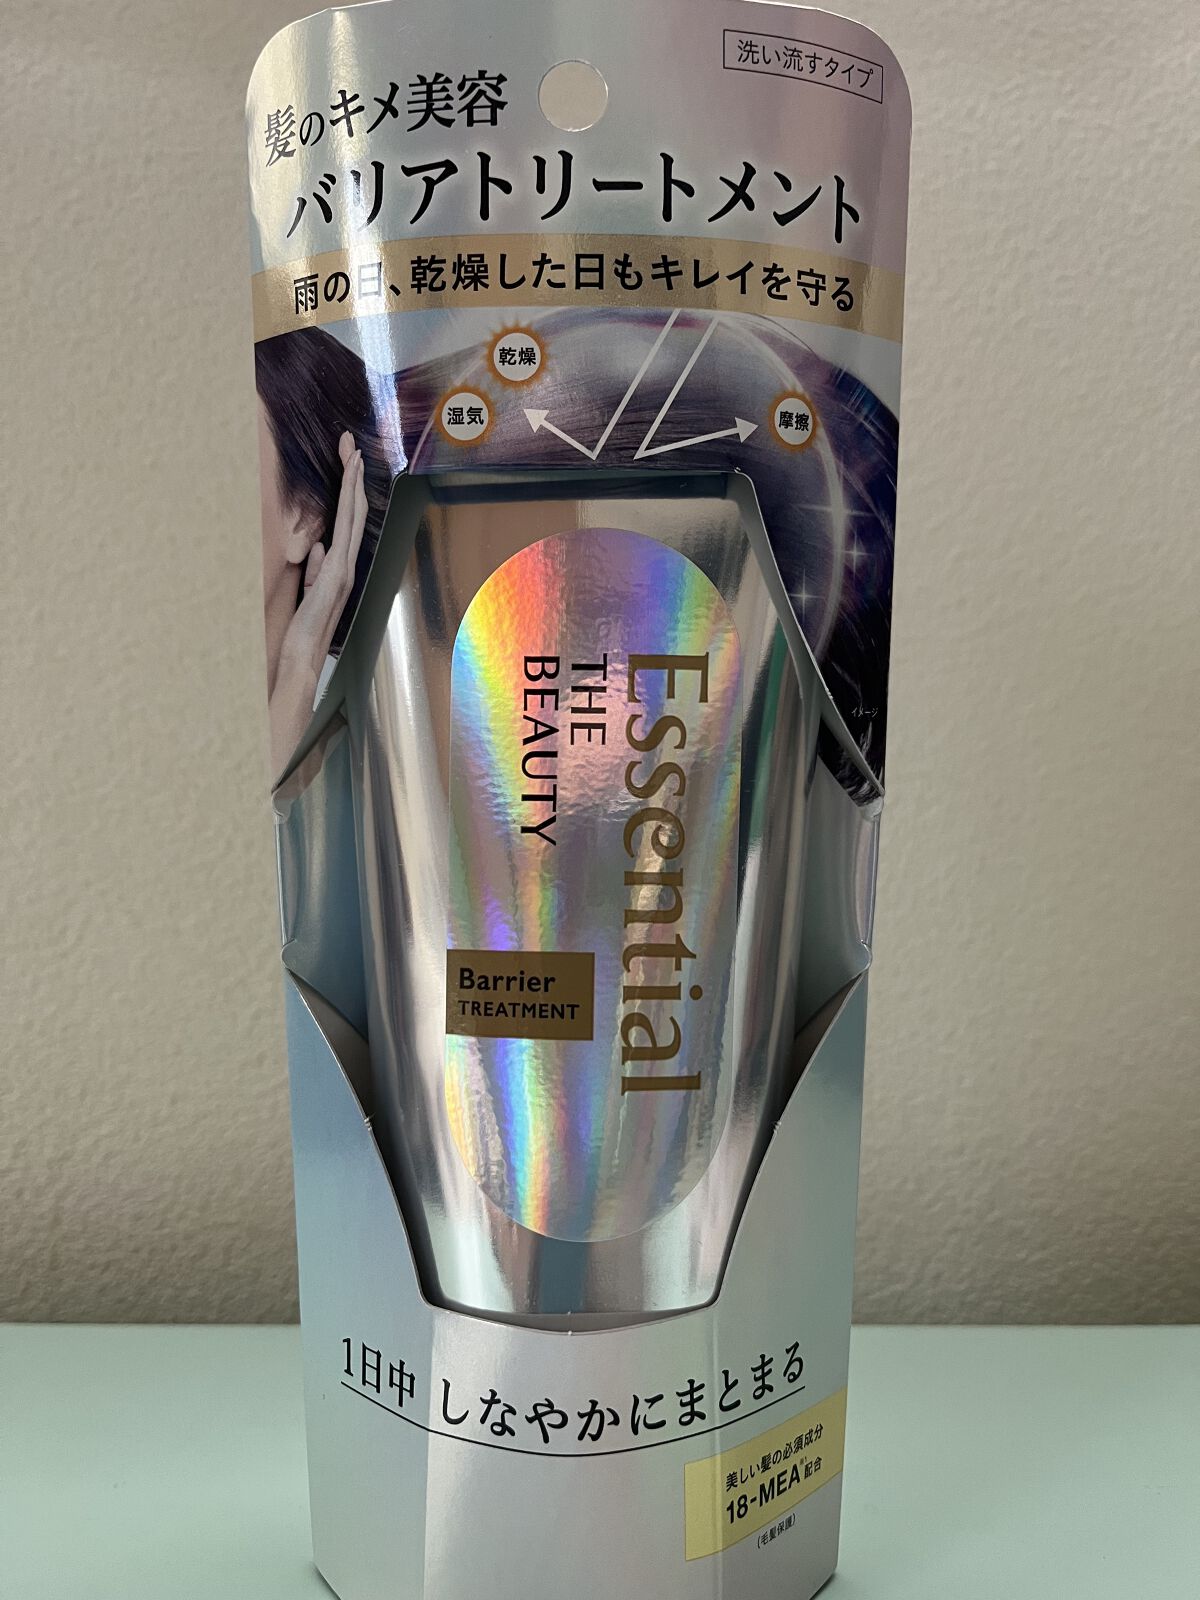 洗い流すタイプ
髪のキメ美容
バリアトリートメント
雨の日、乾燥した日もキレイを守る
乾燥
湿気
摩擦
イメージ
Essential
THE
BEAUTY
Barrier
TREATMENT
1日中 しなやかにまとまる
美しい髪の必須成分
18-MEA※1配合
(毛髪保護)